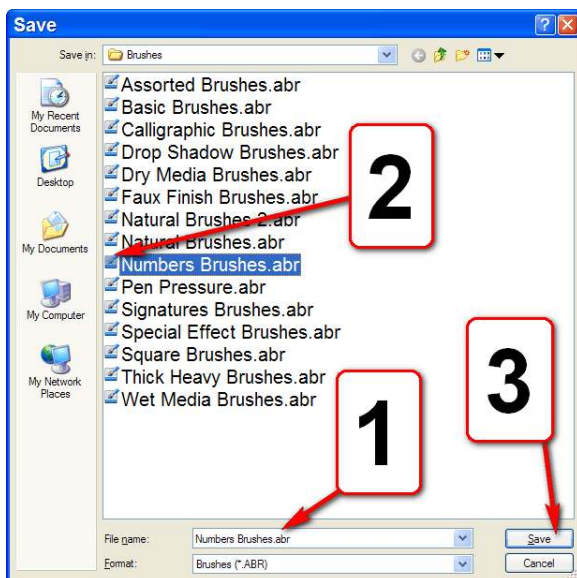 Save
Save in: Brushes
My Recent
Documents
Desktop
My Documents
My Computer
My Network
Places
Assorted Brushes.abr
Basic Brushes.abr
Calligraphic Brushes.abr
Drop Shadow Brushes.abr
Dry Media Brushes.abr
Faux Finish Brushes.abr
Natural Brushes 2.abr
Natural Brushes.abr
Numbers Brushes.abr
Pen Pressure.abr
Signatures Brushes.abr
Special Effect Brushes.abr
Square Brushes.abr
Thick Heavy Brushes.abr
Wet Media Brushes.abr
2
1
3
File name: Numbers Brushes.abr Save
Format: Brushes (*.ABR) Cancel